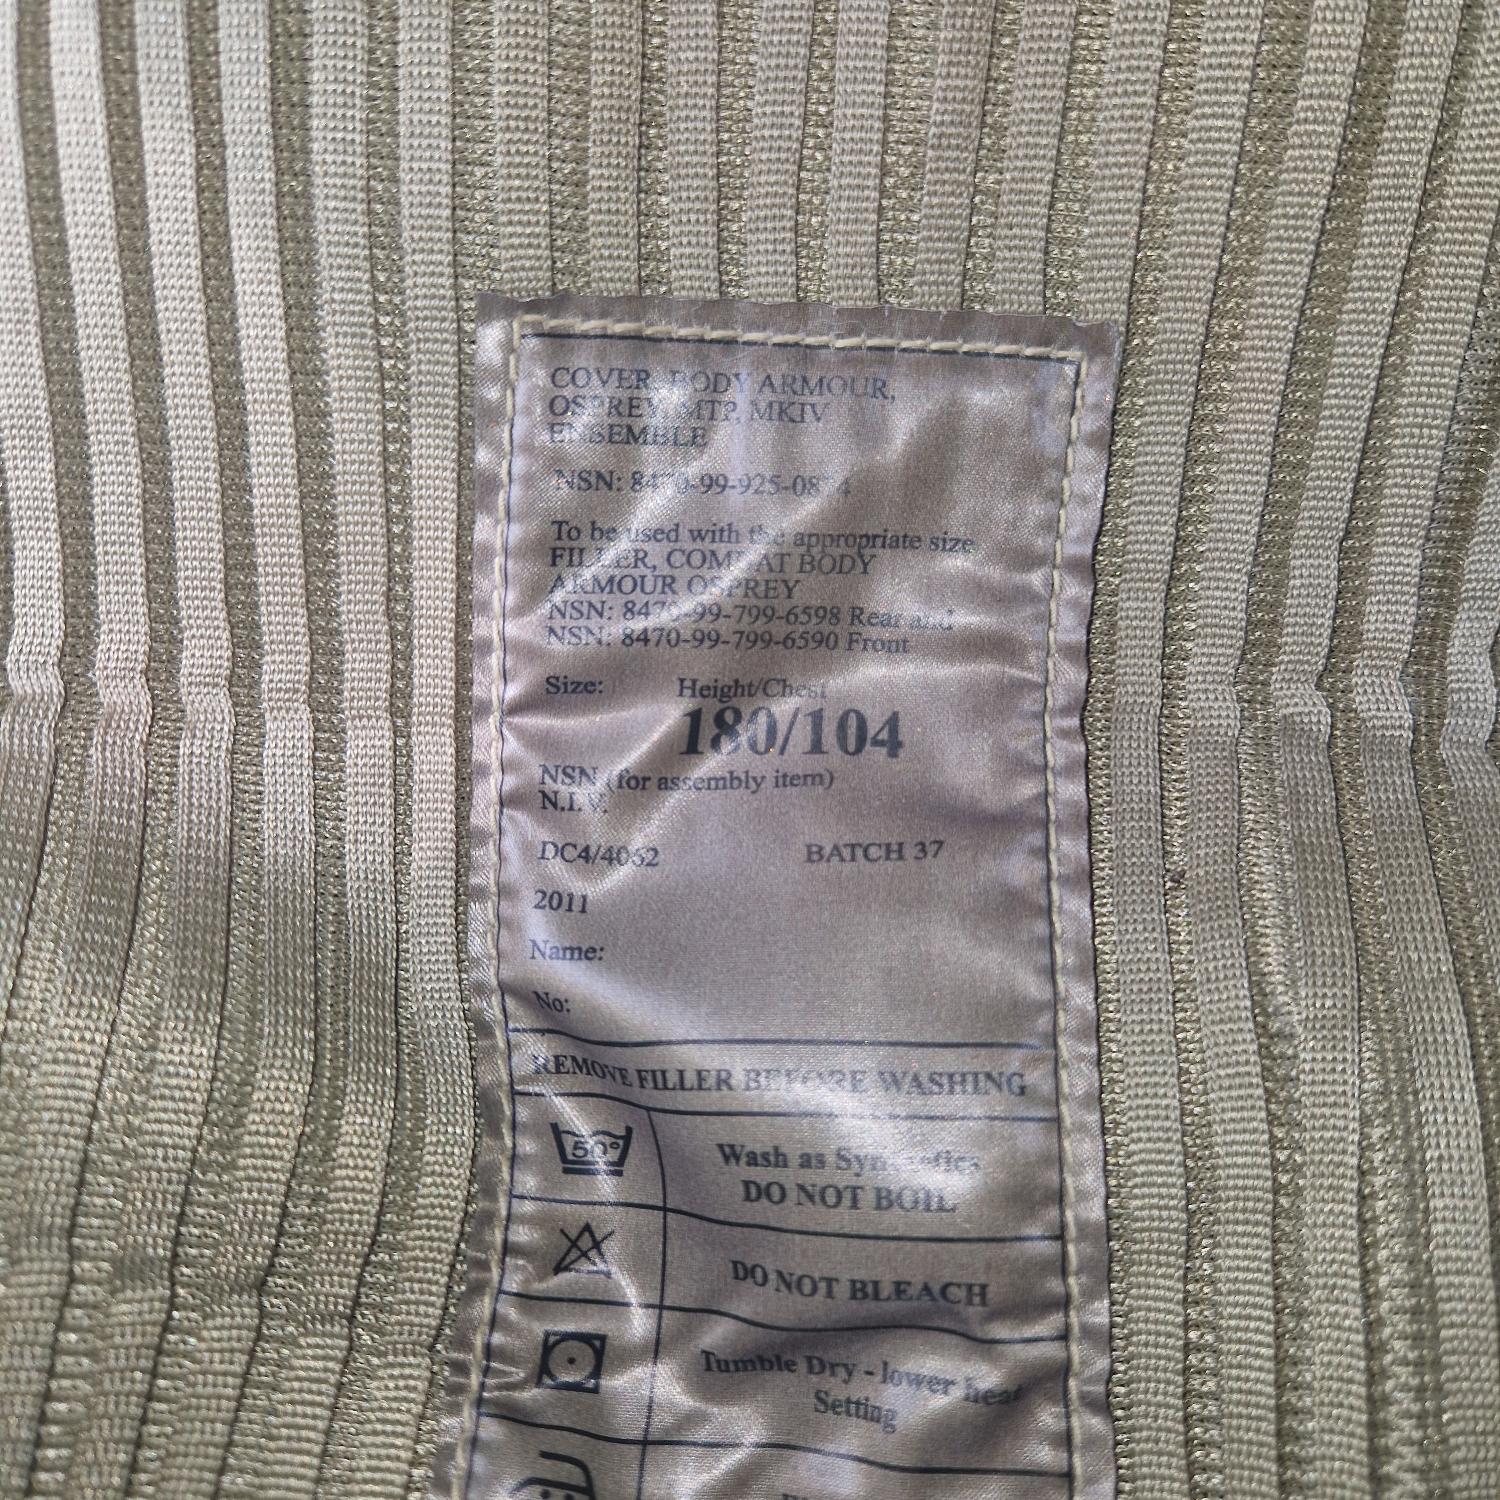 COVER, BODY ARMOUR,
OSPREY, MTP, MKIV
ENSEMBLE
NSN:
To be used with the appropriate size
FILLER, COMBAT BODY
ARMOUR OSPREY
NSN: 8470-99-799-6598 Rear and
NSN: 8470-99-799-6590 Front
Size: Height/Chest
180/104
NSN (for assembly item)
N.I.V.
DC4/4062 BATCH 37
2011
Name:
No:
REMOVE FILLER BEFORE WASHING
50°
Wash as Synthetics
DO NOT BOIL
DO NOT BLEACH
Tumble Dry - lower heat
Setting